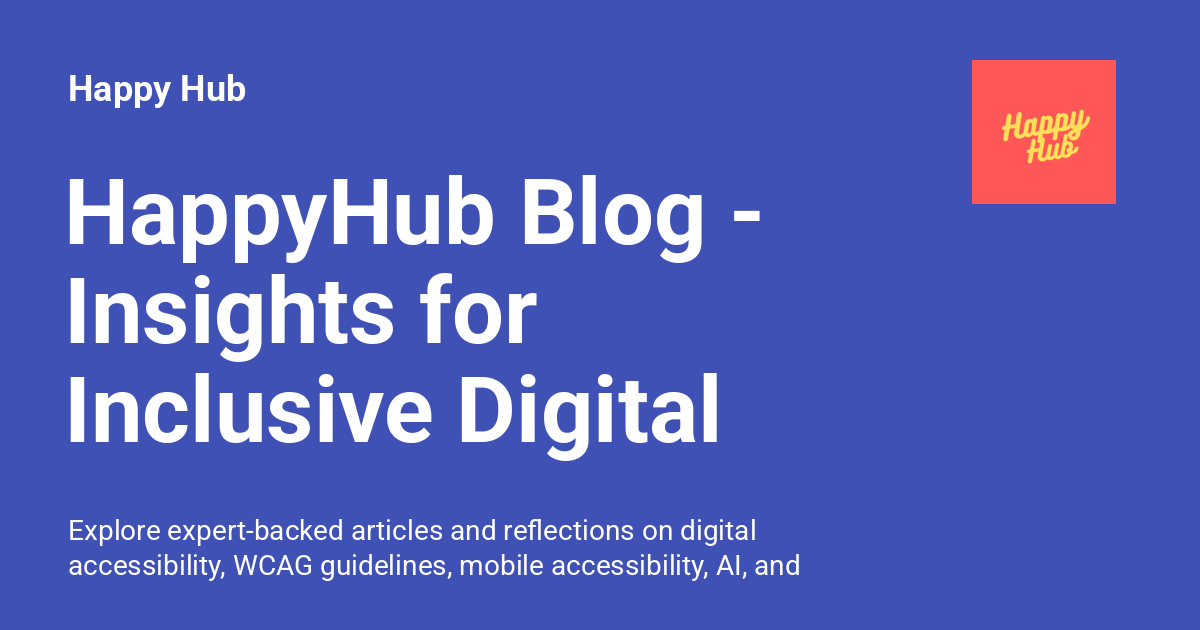 Happy Hub
Happy
Hub
HappyHub Blog -
Insights for
Inclusive Digital
Explore expert-backed articles and reflections on digital
accessibility, WCAG guidelines, mobile accessibility, AI, and